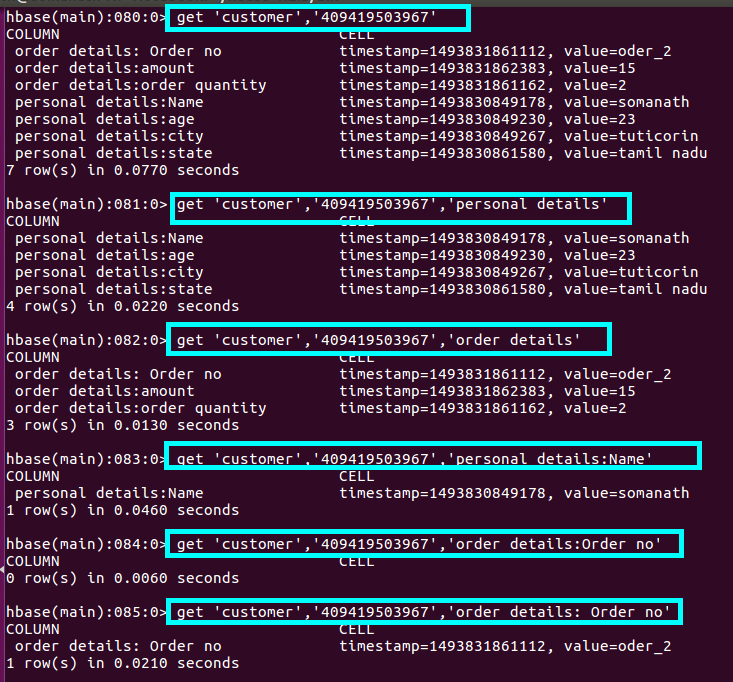 hbase(main):080:0> get 'customer','409419503967'
COLUMN CELL
order details: Order no timestamp=1493831861112, value=oder_2
order details:amount timestamp=1493831862383, value=15
order details:order quantity timestamp=1493831861162, value=2
personal details:Name timestamp=1493830849178, value=somanath
personal details:age timestamp=1493830849230, value=23
personal details:city timestamp=1493830849267, value=tuticorin
personal details:state timestamp=1493830861580, value=tamil nadu
7 row(s) in 0.0770 seconds
hbase(main):081:0> get 'customer','409419503967','personal details'
COLUMN CELL
personal details:Name timestamp=1493830849178, value=somanath
personal details:age timestamp=1493830849230, value=23
personal details:city timestamp=1493830849267, value=tuticorin
personal details:state timestamp=1493830861580, value=tamil nadu
4 row(s) in 0.0220 seconds
hbase(main):082:0> get 'customer','409419503967','order details'
COLUMN CELL
order details: Order no timestamp=1493831861112, value=oder_2
order details:amount timestamp=1493831862383, value=15
order details:order quantity timestamp=1493831861162, value=2
3 row(s) in 0.0130 seconds
hbase(main):083:0> get 'customer','409419503967','personal details:Name'
COLUMN CELL
personal details:Name timestamp=1493830849178, value=somanath
1 row(s) in 0.0460 seconds
hbase(main):084:0> get 'customer','409419503967','order details:Order no'
COLUMN CELL
0 row(s) in 0.0060 seconds
hbase(main):085:0> get 'customer','409419503967','order details: Order no'
COLUMN CELL
order details: Order no timestamp=1493831861112, value=oder_2
1 row(s) in 0.0210 seconds